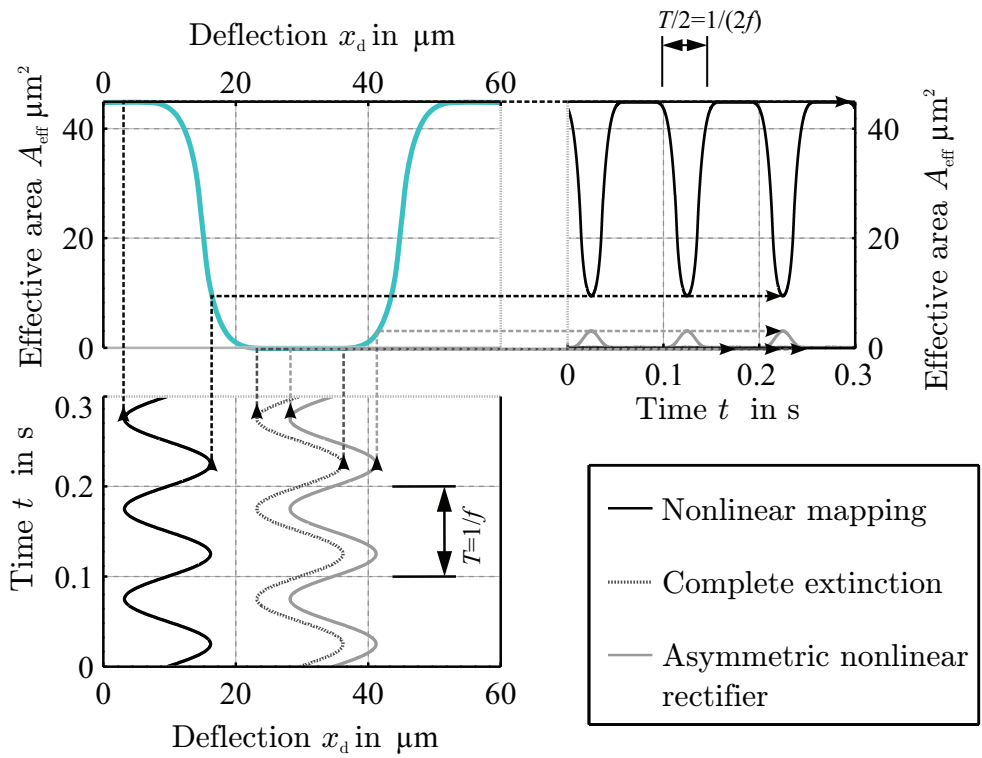 Deflection x_d in µm
T/2=1/(2f)
0 20 40 60
Effective area A_eff µm²
40
20
0
40
20
0
Effective area A_eff µm²
0 0.1 0.2 0.3
Time t in s
0.3
0.2
0.1
0
Time t in s
T=1/f
0 20 40 60
Deflection x_d in µm
Nonlinear mapping
Complete extinction
Asymmetric nonlinear
rectifier